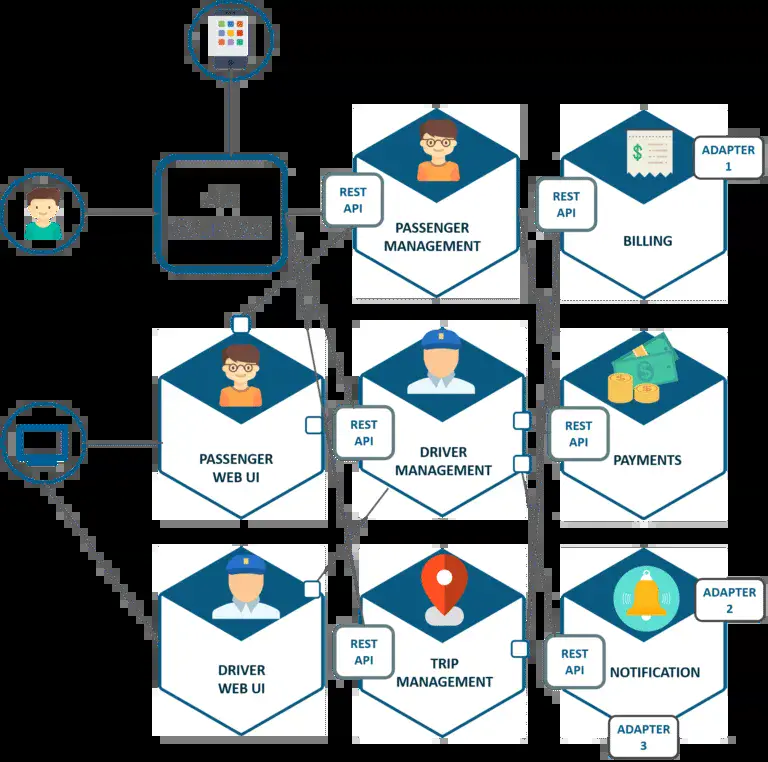 ADAPTER
1
REST
API
REST
API
PASSENGER
MANAGEMENT
BILLING
REST
API
REST
API
PASSENGER
WEB UI
DRIVER
MANAGEMENT
PAYMENTS
ADAPTER
2
REST
API
REST
API
DRIVER
WEB UI
TRIP
MANAGEMENT
NOTIFICATION
ADAPTER
3